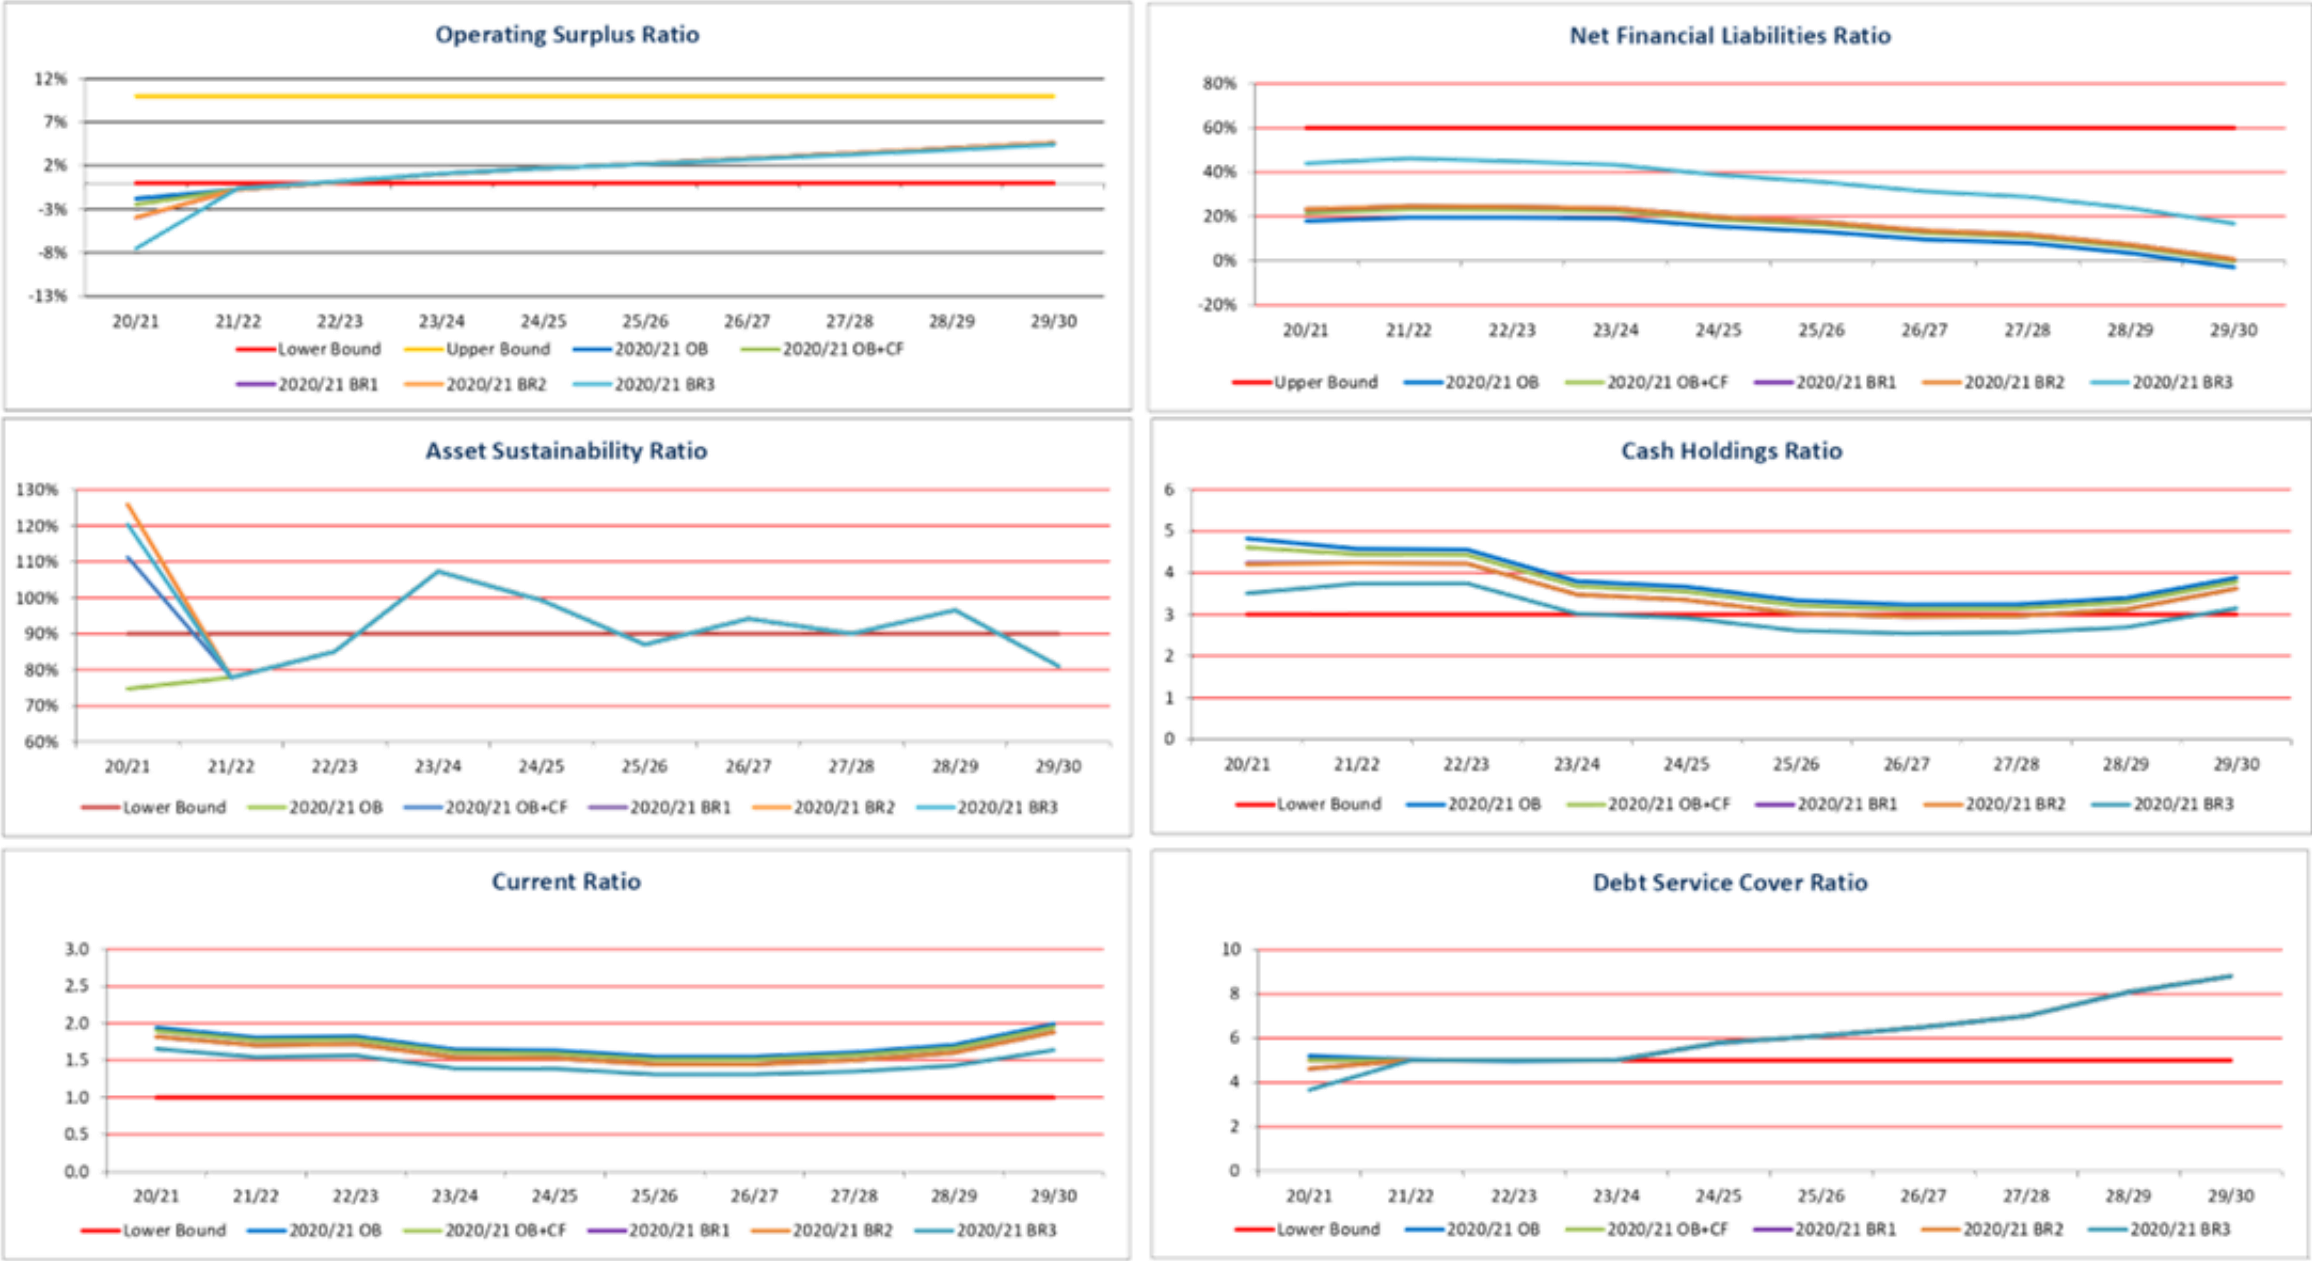 Operating Surplus Ratio
12%
7%
2%
-3%
-8%
-13%
20/21 21/22 22/23 23/24 24/25 25/26 26/27 27/28 28/29 29/30
Lower Bound Upper Bound 2020/21 OB 2020/21 OB+CF
2020/21 BR1 2020/21 BR2 2020/21 BR3
Net Financial Liabilities Ratio
80%
60%
40%
20%
0%
-20%
20/21 21/22 22/23 23/24 24/25 25/26 26/27 27/28 28/29 29/30
Upper Bound 2020/21 OB 2020/21 OB+CF 2020/21 BR1 2020/21 BR2 2020/21 BR3
Asset Sustainability Ratio
130%
120%
110%
100%
90%
80%
70%
60%
20/21 21/22 22/23 23/24 24/25 25/26 26/27 27/28 28/29 29/30
Lower Bound 2020/21 OB 2020/21 OB+CF 2020/21 BR1 2020/21 BR2 2020/21 BR3
Cash Holdings Ratio
6
5
4
3
2
1
0
20/21 21/22 22/23 23/24 24/25 25/26 26/27 27/28 28/29 29/30
Lower Bound 2020/21 OB 2020/21 OB+CF 2020/21 BR1 2020/21 BR2 2020/21 BR3
Current Ratio
3.0
2.5
2.0
1.5
1.0
0.5
0.0
20/21 21/22 22/23 23/24 24/25 25/26 26/27 27/28 28/29 29/30
Lower Bound 2020/21 OB 2020/21 OB+CF 2020/21 BR1 2020/21 BR2 2020/21 BR3
Debt Service Cover Ratio
10
8
6
4
2
0
20/21 21/22 22/23 23/24 24/25 25/26 26/27 27/28 28/29 29/30
Lower Bound 2020/21 OB 2020/21 OB+CF 2020/21 BR1 2020/21 BR2 2020/21 BR3